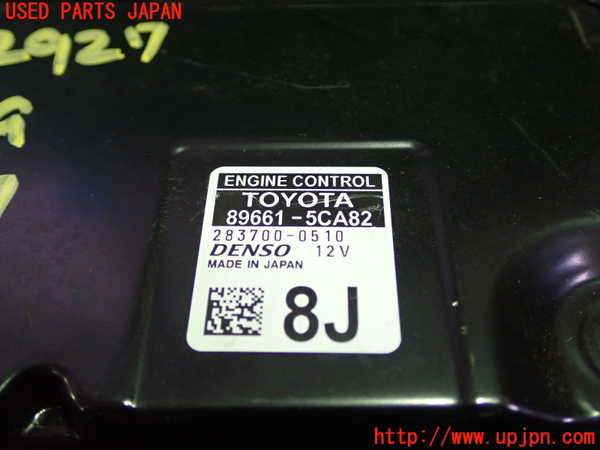 USED PARTS JAPAN
2927
ENGINE CONTROL
TOYOTA
89661-5CA82
283700-0510
DENSO 12V
MADE IN JAPAN
8J
http://www.upjpn.com